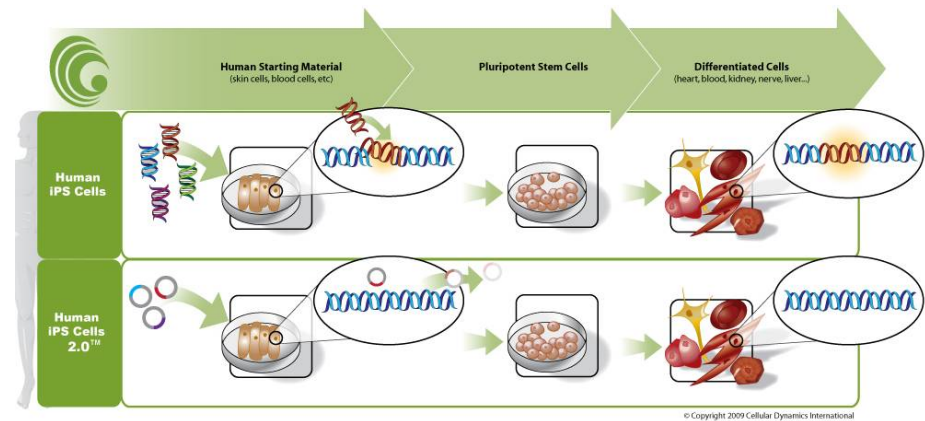 Human Starting Material
(skin cells, blood cells, etc)
Pluripotent Stem Cells
Differentiated Cells
(heart, blood, kidney, nerve, liver...)
Human
iPS Cells
Human
iPS Cells
2.0™
© Copyright 2009 Cellular Dynamics International